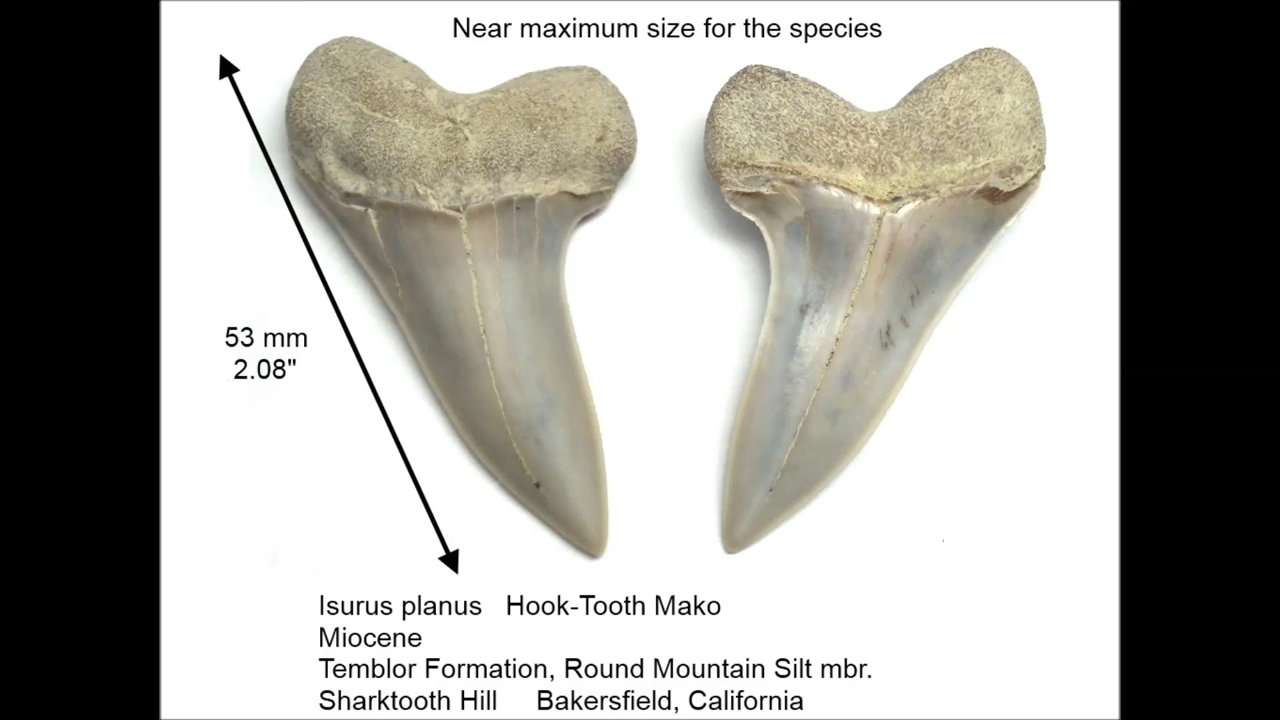 Near maximum size for the species
53 mm
2.08"
Isurus planus Hook-Tooth Mako
Miocene
Temblor Formation, Round Mountain Silt mbr.
Sharktooth Hill Bakersfield, California